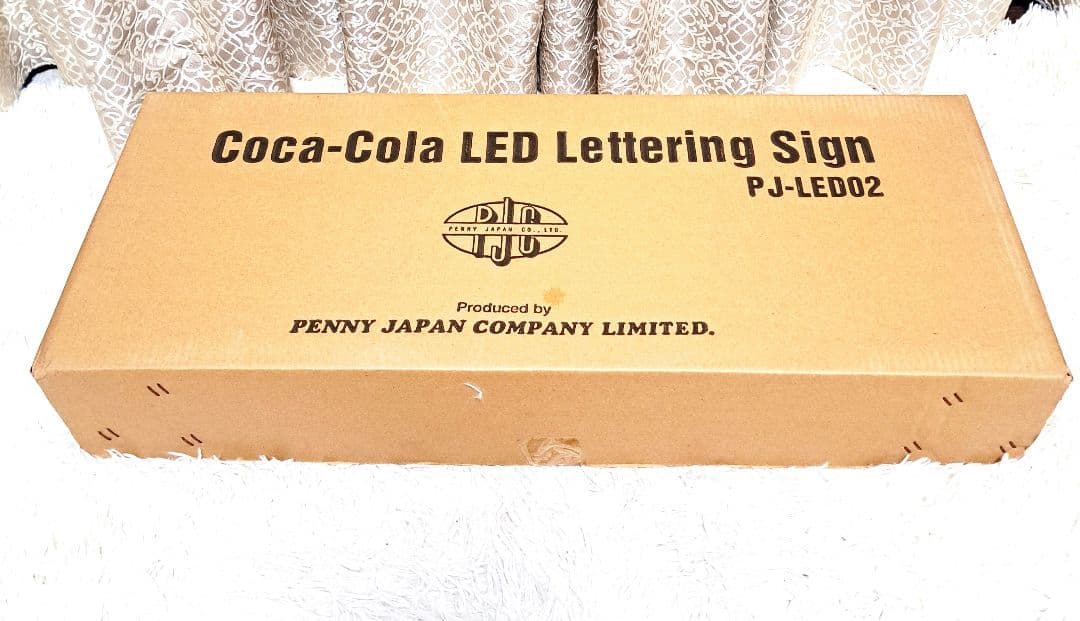 Coca-Cola LED Lettering Sign
PJ-LED02
PJC
PENNY JAPAN CO., LTD.
Produced by
PENNY JAPAN COMPANY LIMITED.